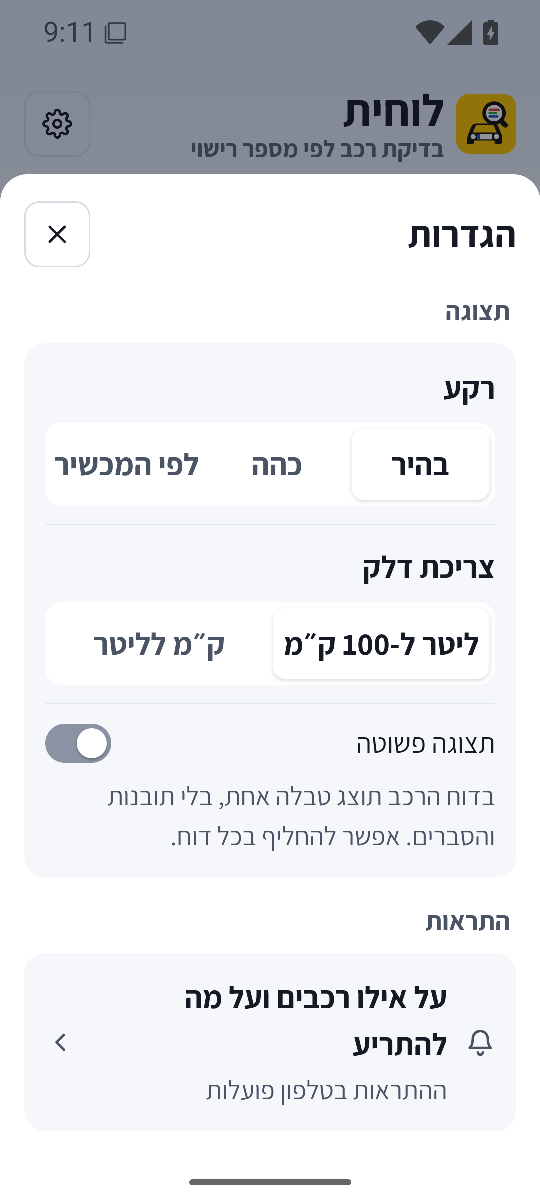 9:11
לוחית
בדיקת רכב לפי מספר רישוי
הגדרות
תצוגה
רקע
בהיר
כהה
לפי המכשיר
צריכת דלק
ליטר ל-100 ק״מ
ק״מ לליטר
תצוגה פשוטה
בדוח הרכב תוצג טבלה אחת, בלי תובנות
והסברים. אפשר להחליף בכל דוח.
התראות
על אילו רכבים ועל מה
להתריע
ההתראות בטלפון פועלות